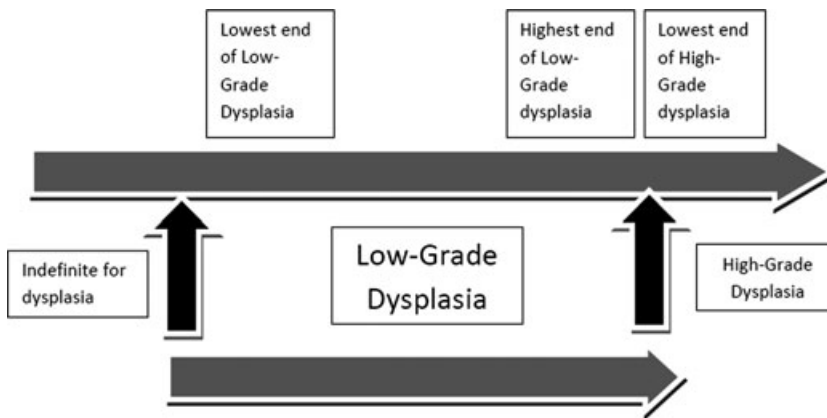 Lowest end
of Low-
Grade
Dysplasia
Highest end
of Low-
Grade
dysplasia
Lowest end
of High-
Grade
dysplasia
Indefinite for
dysplasia
Low-Grade
Dysplasia
High-Grade
Dysplasia